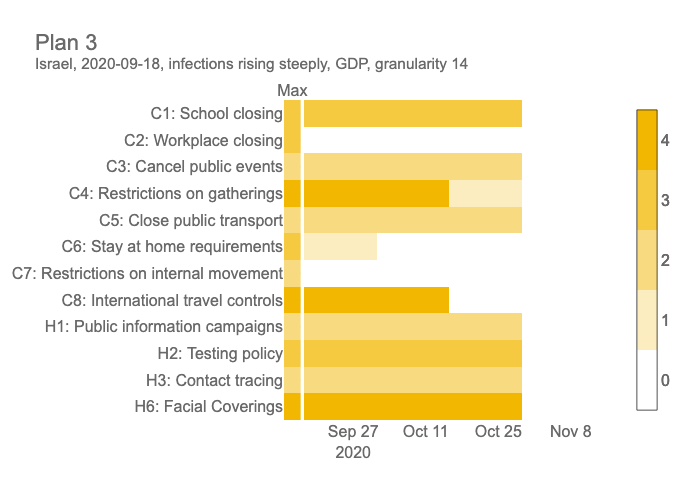 Plan 3
Israel, 2020-09-18, infections rising steeply, GDP, granularity 14
Max
C1: School closing
C2: Workplace closing
C3: Cancel public events
C4: Restrictions on gatherings
C5: Close public transport
C6: Stay at home requirements
C7: Restrictions on internal movement
C8: International travel controls
H1: Public information campaigns
H2: Testing policy
H3: Contact tracing
H6: Facial Coverings
Sep 27 Oct 11 Oct 25 Nov 8
2020
4
3
2
1
0